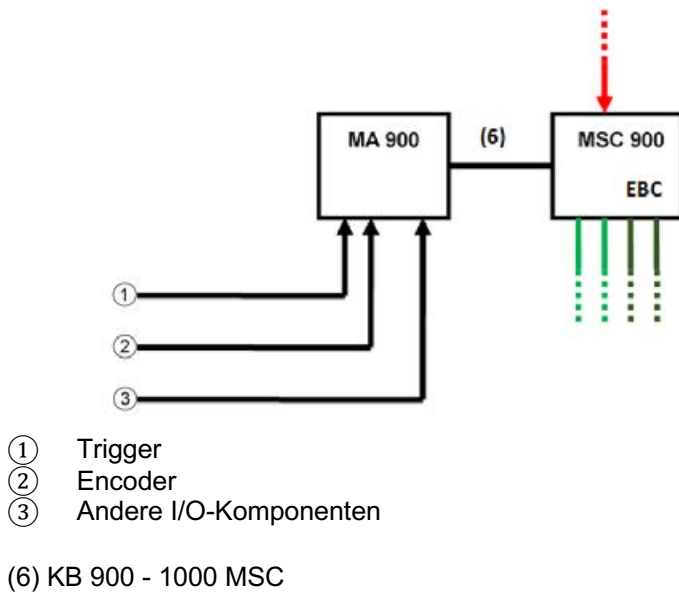 MA 900 (6) MSC 900
EBC
①
②
③
① Trigger
② Encoder
③ Andere I/O-Komponenten
(6) KB 900 - 1000 MSC